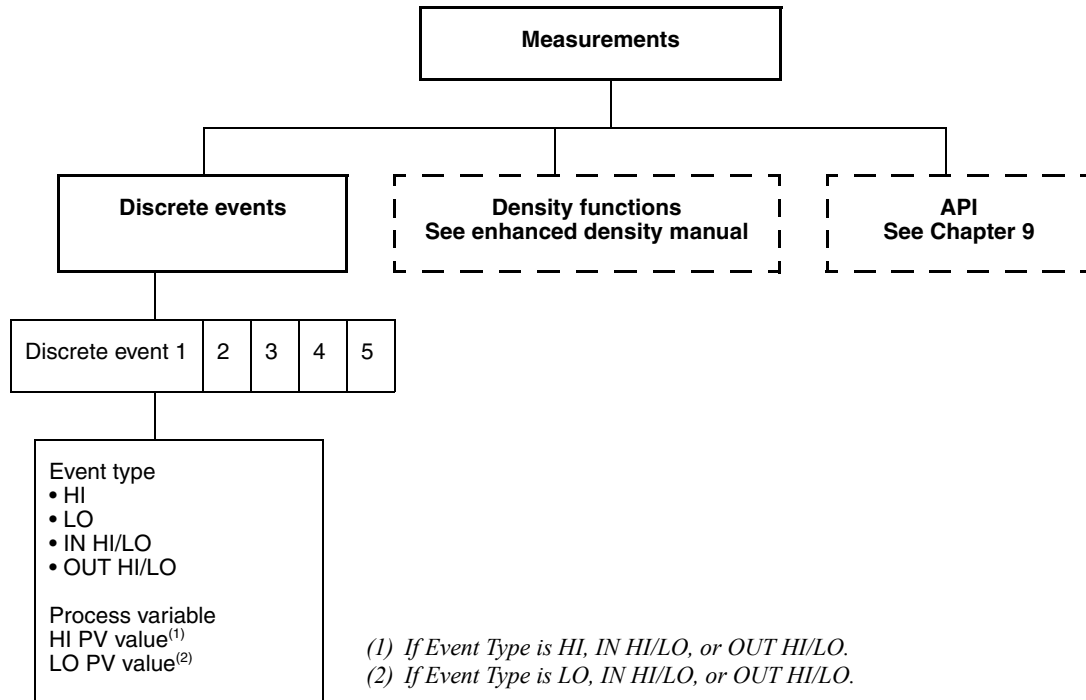 Measurements
Discrete events
Density functions
See enhanced density manual
API
See Chapter 9
Discrete event 1 2 3 4 5
Event type
• HI
• LO
• IN HI/LO
• OUT HI/LO
Process variable
HI PV value(1)
LO PV value(2)
(1) If Event Type is HI, IN HI/LO, or OUT HI/LO.
(2) If Event Type is LO, IN HI/LO, or OUT HI/LO.